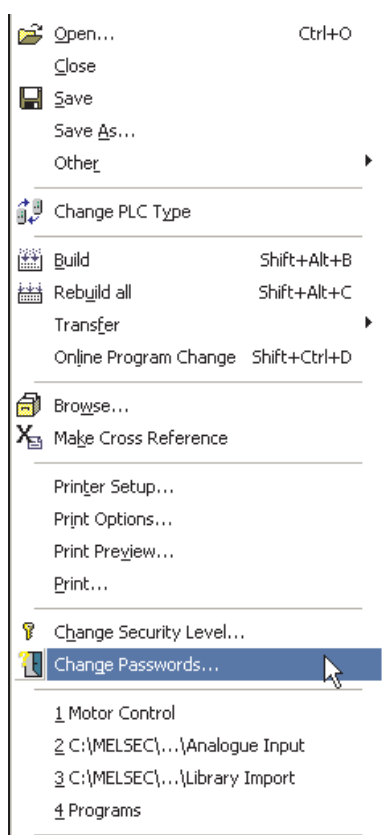 Open... Ctrl+O
Close
Save
Save As...
Other
Change PLC Type
Build Shift+Alt+B
Rebuild all Shift+Alt+C
Transfer
Online Program Change Shift+Ctrl+D
Browse...
Make Cross Reference
Printer Setup...
Print Options...
Print Preview...
Print...
Change Security Level...
Change Passwords...
1 Motor Control
2 C:\MELSEC\...\Analogue Input
3 C:\MELSEC\...\Library Import
4 Programs